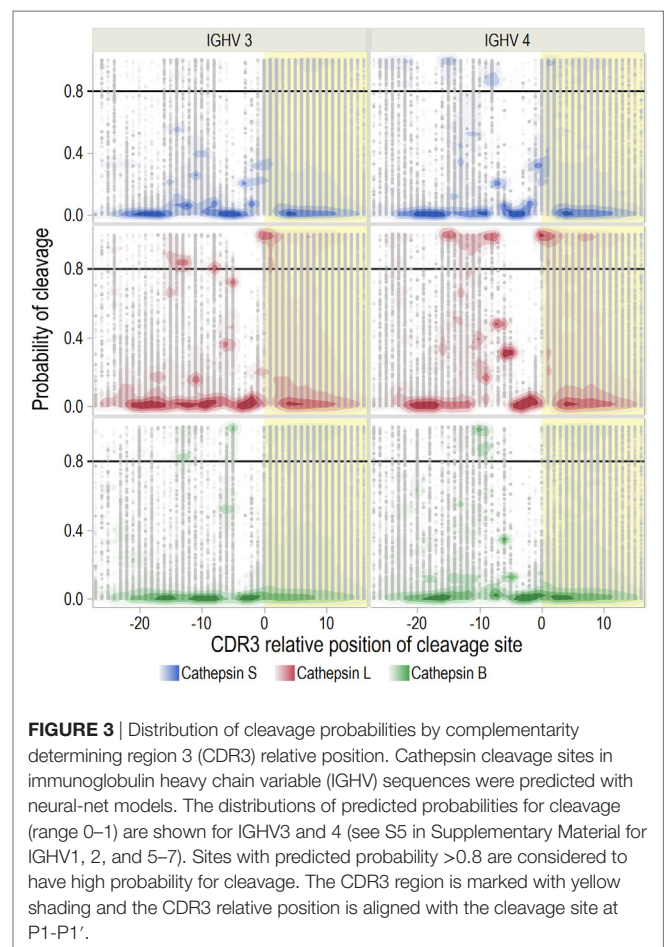 IGHV 3
IGHV 4
Probability of cleavage
0.8
0.4
0.0
0.8
0.4
0.0
0.8
0.4
0.0
-20 -10 0 10 -20 -10 0 10
CDR3 relative position of cleavage site
Cathepsin S Cathepsin L Cathepsin B
FIGURE 3 | Distribution of cleavage probabilities by complementarity
determining region 3 (CDR3) relative position. Cathepsin cleavage sites in
immunoglobulin heavy chain variable (IGHV) sequences were predicted with
neural-net models. The distributions of predicted probabilities for cleavage
(range 0–1) are shown for IGHV3 and 4 (see S5 in Supplementary Material for
IGHV1, 2, and 5–7). Sites with predicted probability >0.8 are considered to
have high probability for cleavage. The CDR3 region is marked with yellow
shading and the CDR3 relative position is aligned with the cleavage site at
P1-P1′.